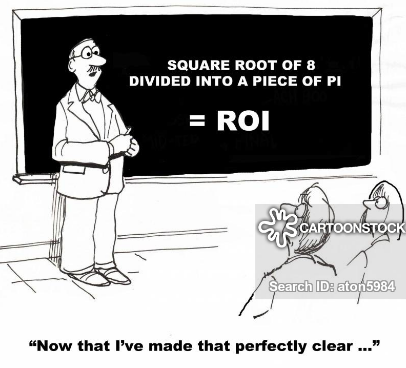 SQUARE ROOT OF 8
DIVIDED INTO A PIECE OF PI
= ROI
CARTOONSTOCK
.com
Search ID: aton5984
“Now that I’ve made that perfectly clear ...”